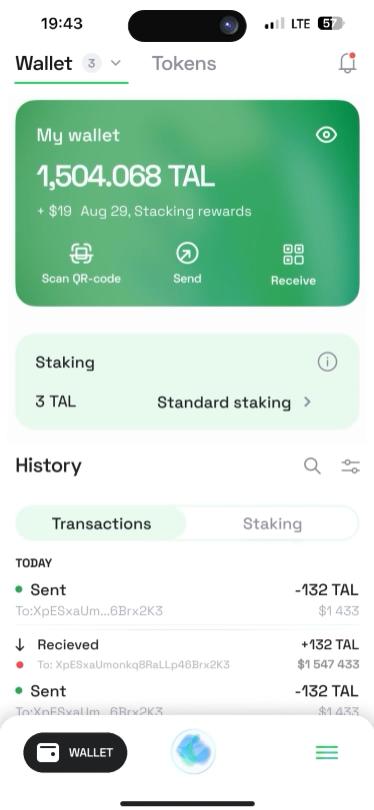 19:43 LTE 57
Wallet 3 Tokens
My wallet
1,504.068 TAL
+ $19 Aug 29, Stacking rewards
Scan QR-code Send Receive
Staking
3 TAL Standard staking
History
Transactions Staking
TODAY
Sent -132 TAL
To:XpESxaUm...6Brx2K3 $1 433
Recieved +132 TAL
To: XpESxaUmonkq8RaLLp46Brx2K3 $1 547 433
Sent -132 TAL
To:XpESxaUm...6Brx2K3 $1 433
WALLET